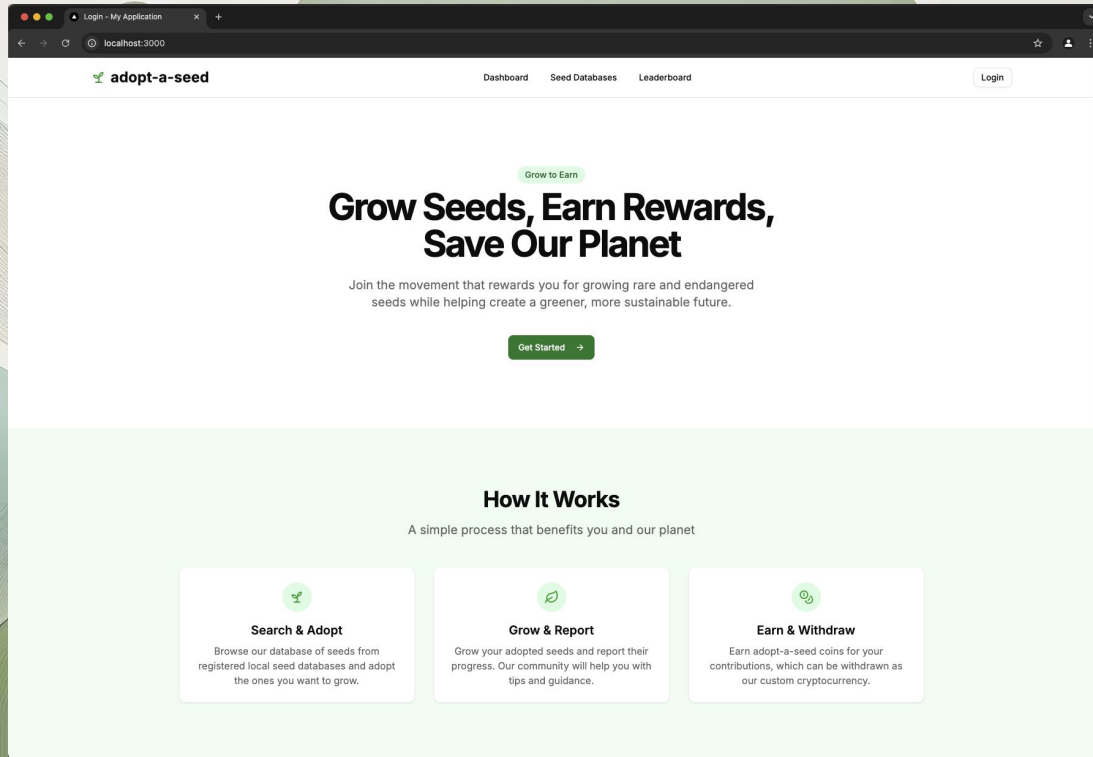 Login - My Application
localhost:3000
adopt-a-seed
Dashboard Seed Databases Leaderboard
Login
Grow to Earn
Grow Seeds, Earn Rewards,
Save Our Planet
Join the movement that rewards you for growing rare and endangered
seeds while helping create a greener, more sustainable future.
Get Started
How It Works
A simple process that benefits you and our planet
Search & Adopt
Browse our database of seeds from
registered local seed databases and adopt
the ones you want to grow.
Grow & Report
Grow your adopted seeds and report their
progress. Our community will help you with
tips and guidance.
Earn & Withdraw
Earn adopt-a-seed coins for your
contributions, which can be withdrawn as
our custom cryptocurrency.